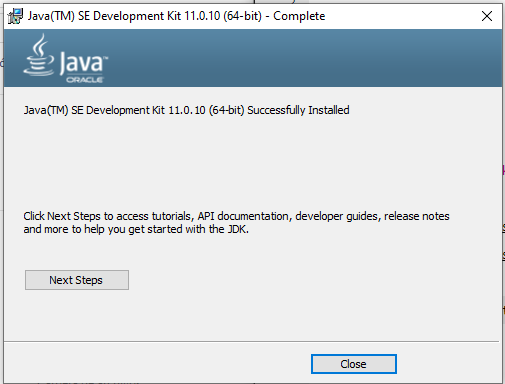 Java(TM) SE Development Kit 11.0.10 (64-bit) - Complete
Java™
ORACLE
Java(TM) SE Development Kit 11.0.10 (64-bit) Successfully Installed
Click Next Steps to access tutorials, API documentation, developer guides, release notes
and more to help you get started with the JDK.
Next Steps
Close